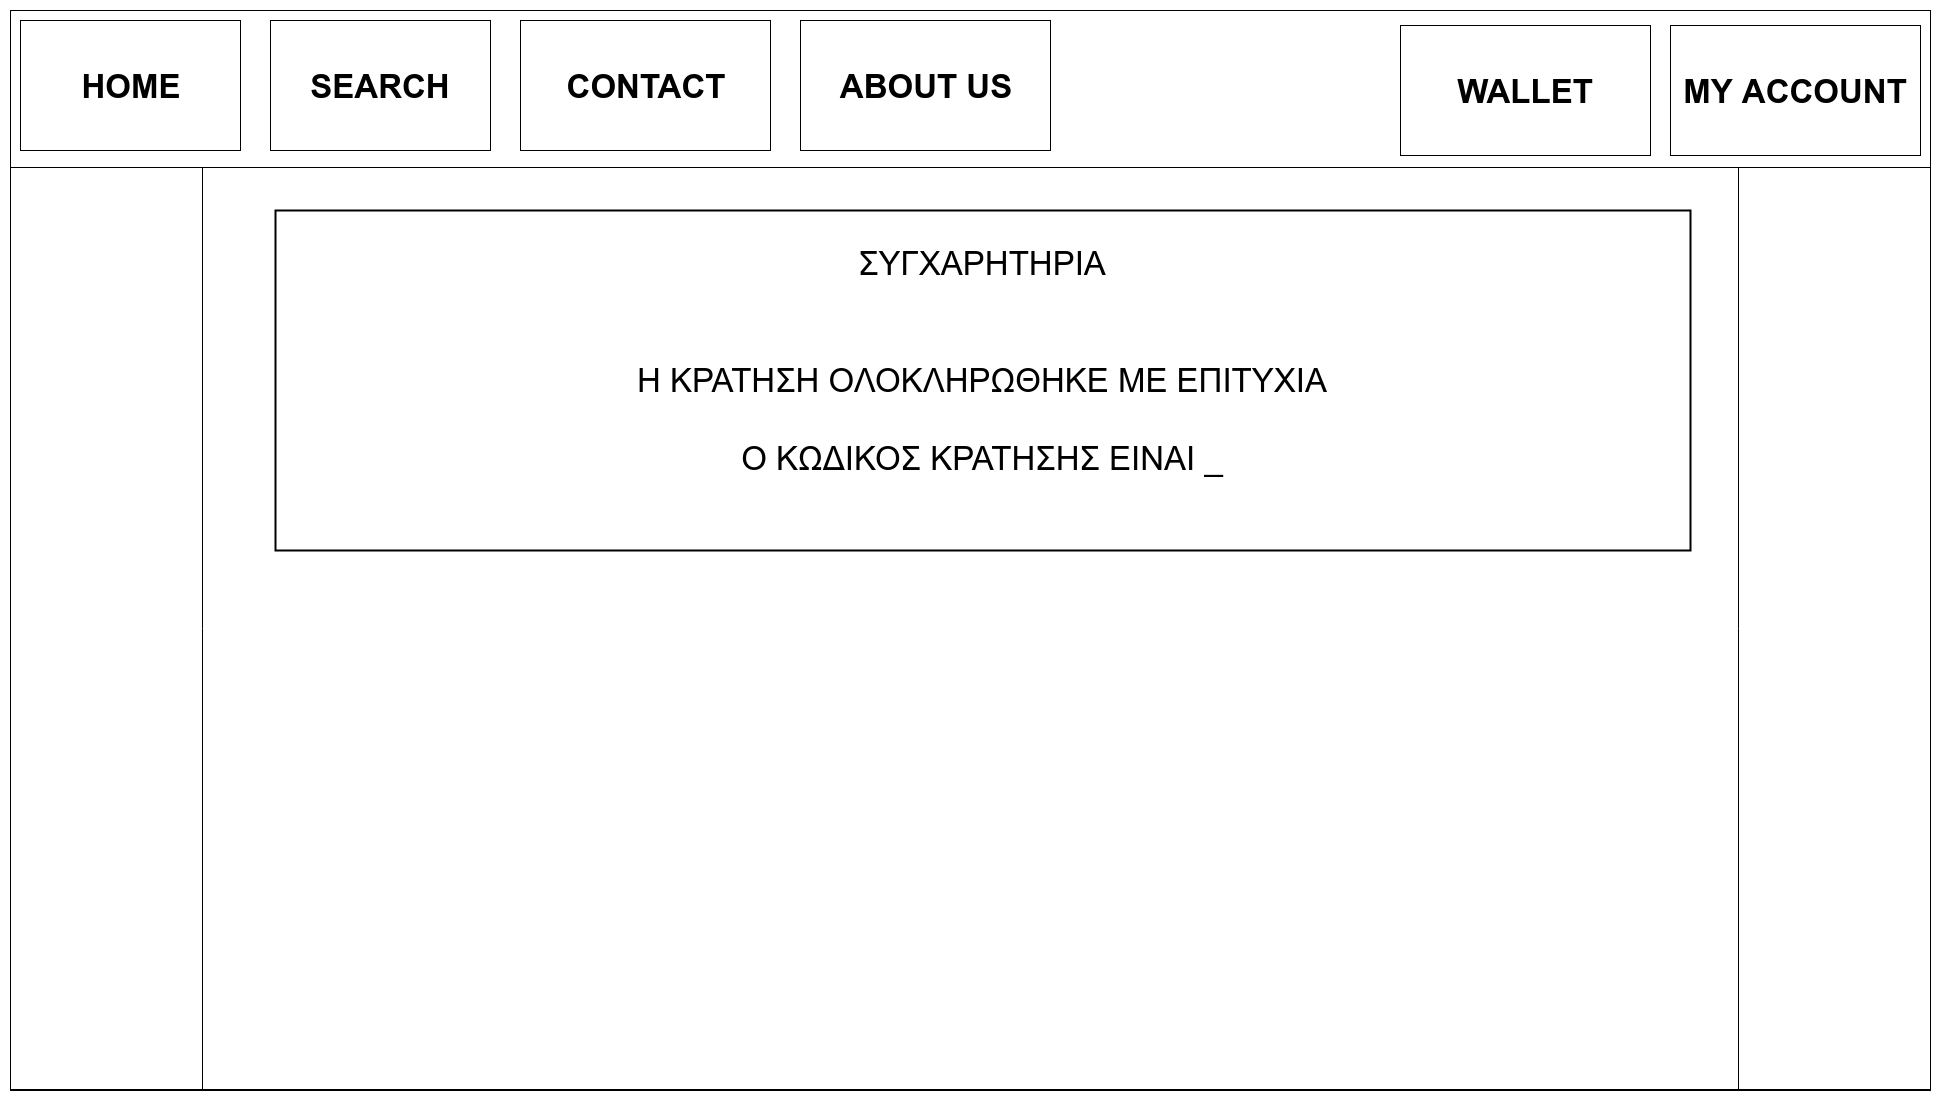 HOME
SEARCH
CONTACT
ABOUT US
WALLET
MY ACCOUNT
ΣΥΓΧΑΡΗΤΗΡΙΑ
Η ΚΡΑΤΗΣΗ ΟΛΟΚΛΗΡΩΘΗΚΕ ΜΕ ΕΠΙΤΥΧΙΑ
Ο ΚΩΔΙΚΟΣ ΚΡΑΤΗΣΗΣ ΕΙΝΑΙ _